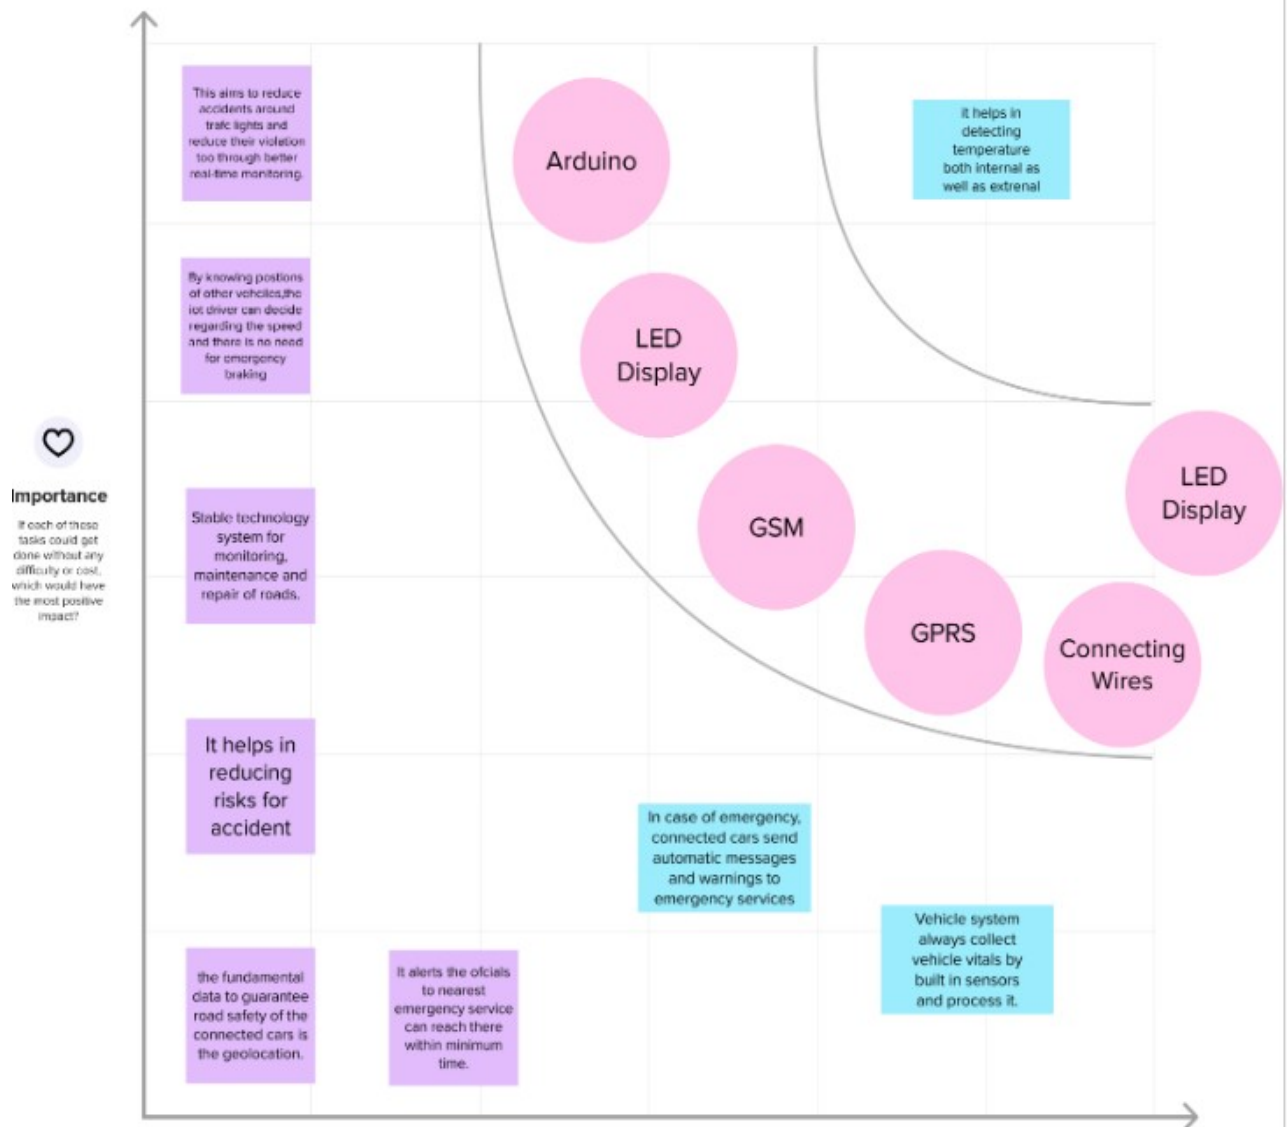 This aims to reduce
accidents around
trafc lights and
reduce their violation
too through better
real-time monitoring.
Arduino
it helps in
detecting
temperature
both internal as
well as extrenal
By knowing postions
of other vehciles,the
iot driver can decide
regarding the speed
and there is no need
for emergency
braking
LED
Display
Importance
If each of these
tasks could get
done without any
difficulty or cost,
which would have
the most positive
impact?
Stable technology
system for
monitoring,
maintenance and
repair of roads.
GSM
LED
Display
GPRS
Connecting
Wires
It helps in
reducing
risks for
accident
In case of emergency,
connected cars send
automatic messages
and warnings to
emergency services
Vehicle system
always collect
vehicle vitals by
built in sensors
and process it.
the fundamental
data to guarantee
road safety of the
connected cars is
the geolocation.
It alerts the ofcials
to nearest
emergency service
can reach there
within minimum
time.